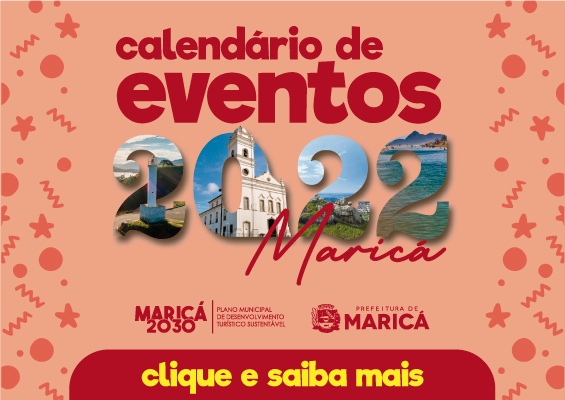 calendário de
eventos
2022
Maricá
MARICÁ
2030
PLANO MUNICIPAL
DE DESENVOLVIMENTO
TURÍSTICO SUSTENTÁVEL
PREFEITURA DE
MARICÁ
clique e saiba mais